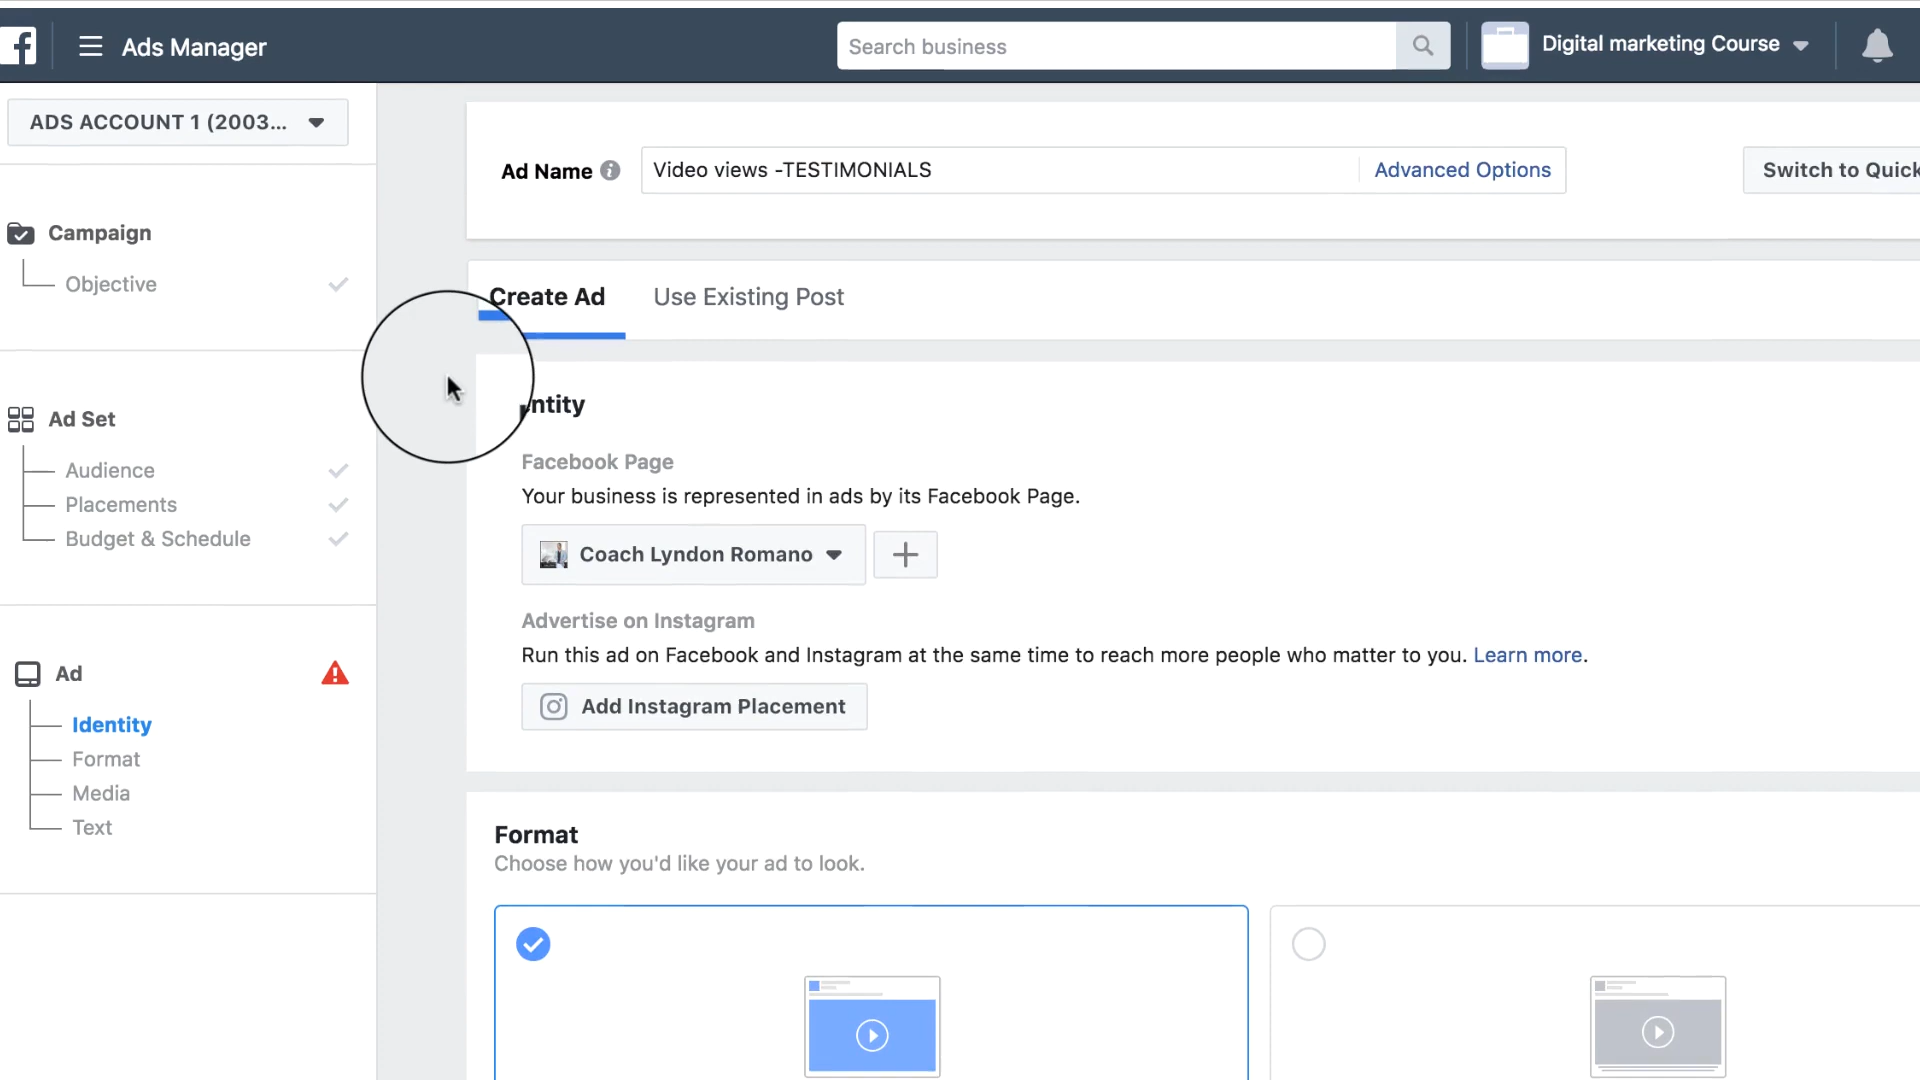 Ads Manager
Search business
Digital marketing Course
ADS ACCOUNT 1 (2003...
Ad Name
Video views -TESTIMONIALS
Advanced Options
Switch to Quick
Campaign
Objective
Create Ad
Use Existing Post
Ad Set
Audience
Placements
Budget & Schedule
ntity
Facebook Page
Your business is represented in ads by its Facebook Page.
Coach Lyndon Romano
Advertise on Instagram
Run this ad on Facebook and Instagram at the same time to reach more people who matter to you. Learn more.
Add Instagram Placement
Ad
Identity
Format
Media
Text
Format
Choose how you'd like your ad to look.